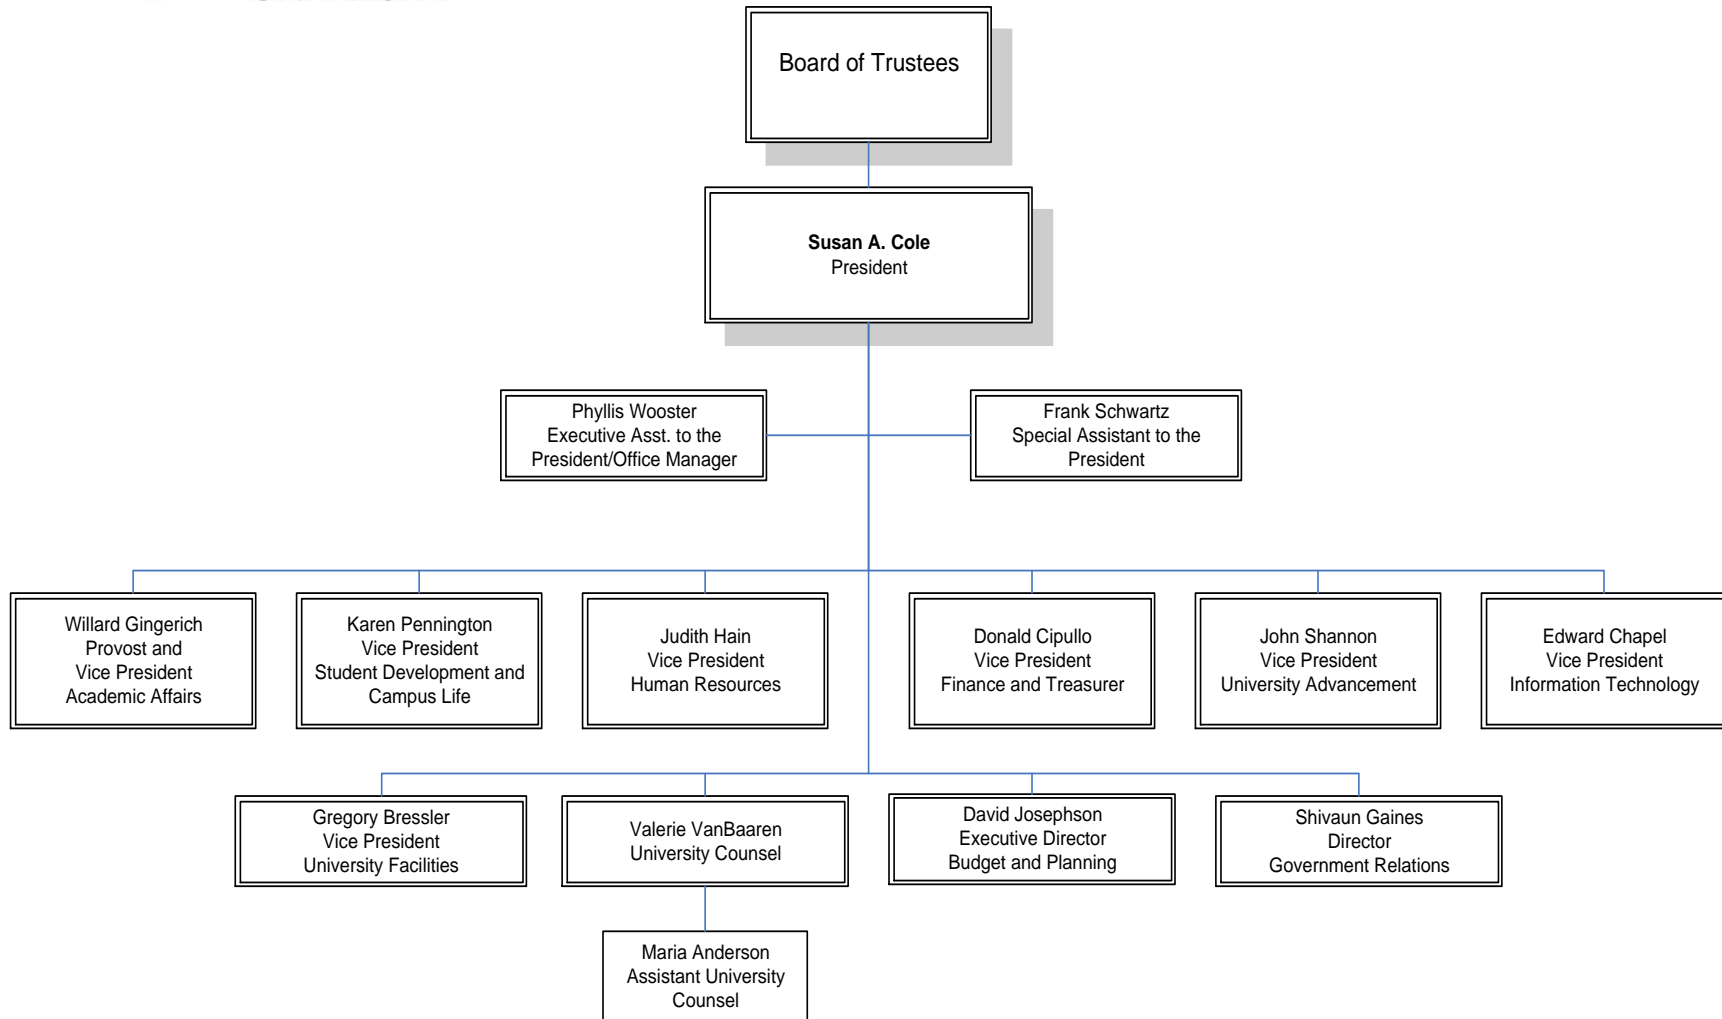 Board of Trustees
Susan A. Cole
President
Phyllis Wooster
Executive Asst. to the
President/Office Manager
Frank Schwartz
Special Assistant to the
President
Willard Gingerich
Provost and
Vice President
Academic Affairs
Karen Pennington
Vice President
Student Development and
Campus Life
Judith Hain
Vice President
Human Resources
Donald Cipullo
Vice President
Finance and Treasurer
John Shannon
Vice President
University Advancement
Edward Chapel
Vice President
Information Technology
Gregory Bressler
Vice President
University Facilities
Valerie VanBaaren
University Counsel
David Josephson
Executive Director
Budget and Planning
Shivaun Gaines
Director
Government Relations
Maria Anderson
Assistant University
Counsel